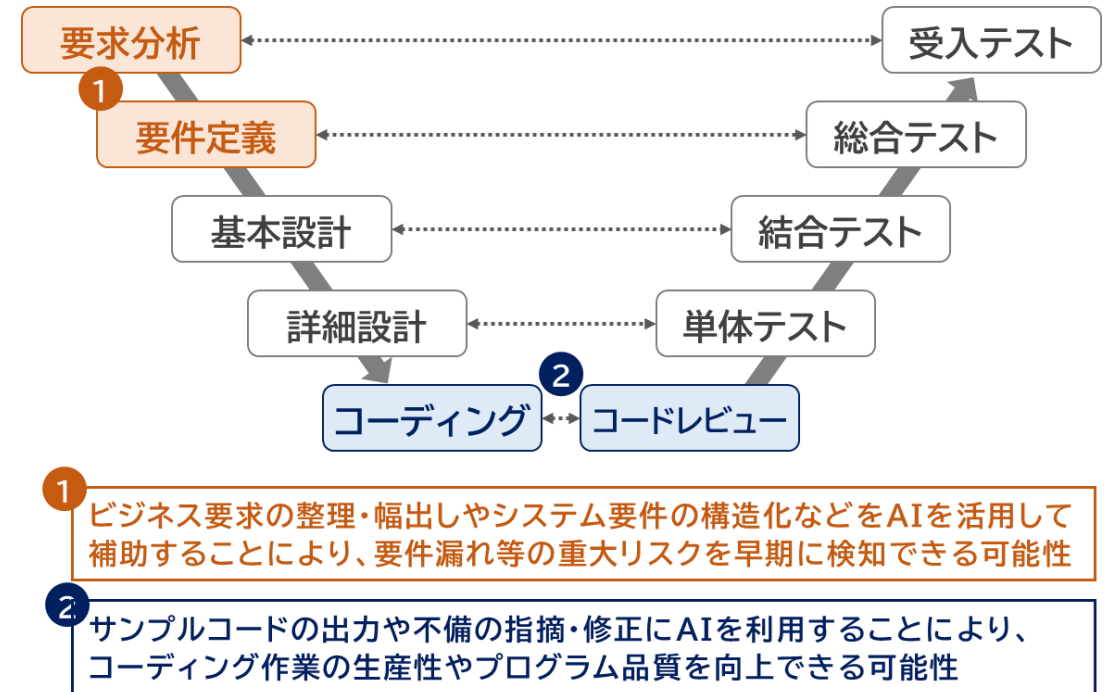 要求分析
受入テスト
1
要件定義
総合テスト
基本設計
結合テスト
詳細設計
単体テスト
2
コーディング
コードレビュー
1
ビジネス要求の整理・幅出しやシステム要件の構造化などをAIを活用して
補助することにより、要件漏れ等の重大リスクを早期に検知できる可能性
2
サンプルコードの出力や不備の指摘・修正にAIを利用することにより、
コーディング作業の生産性やプログラム品質を向上できる可能性